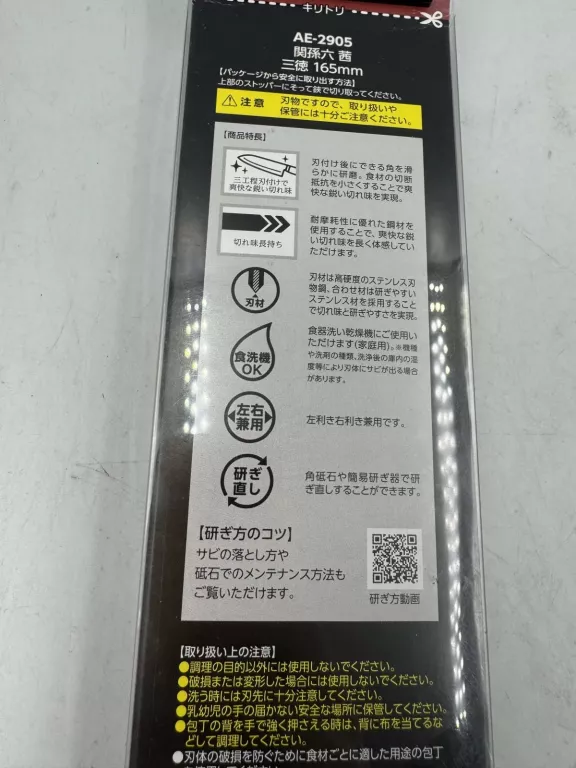 キリトリ
AE-2905
関孫六 茜
三徳 165mm
【パッケージから安全に取り出す方法】
上部のストッパーにそって鋏で切り取ってください。
注意 刃物ですので、取り扱いや
保管には十分ご注意ください。
【商品特長】
三工程刃付けで
爽快な鋭い切れ味
刃付け後にできる角を滑
らかに研磨。食材の切断
抵抗を小さくすることで爽
快な鋭い切れ味を実現。
切れ味長持ち
耐摩耗性に優れた鋼材を
使用することで、爽快な鋭
い切れ味を長く体感してい
ただけます。
刃材
刃材は高硬度のステンレス刃
物鋼、合わせ材は研ぎやすい
ステンレス材を採用すること
で切れ味と研ぎやすさを実現。
食洗機
OK
食器洗い乾燥機にご使用い
ただけます(家庭用)。※機種
や洗剤の種類、洗浄後の庫内の湿
度等により刃体にサビが出る場合
があります。
左右
兼用
左利き右利き兼用です。
研ぎ
直し
角砥石や簡易研ぎ器で研
ぎ直しすることができます。
【研ぎ方のコツ】
サビの落とし方や
砥石でのメンテナンス方法も
ご覧いただけます。
研ぎ方動画
【取り扱い上の注意】
●調理の目的以外には使用しないでください。
●破損または変形した場合には使用しないでください。
●洗う時には刃先に十分注意してください。
●乳幼児の手の届かない安全な場所に保管してください。
●包丁の背を手で強く押さえる時は、背に布を当てるな
どして調理してください。
●刃体の破損を防ぐために食材ごとに適した用途の包丁